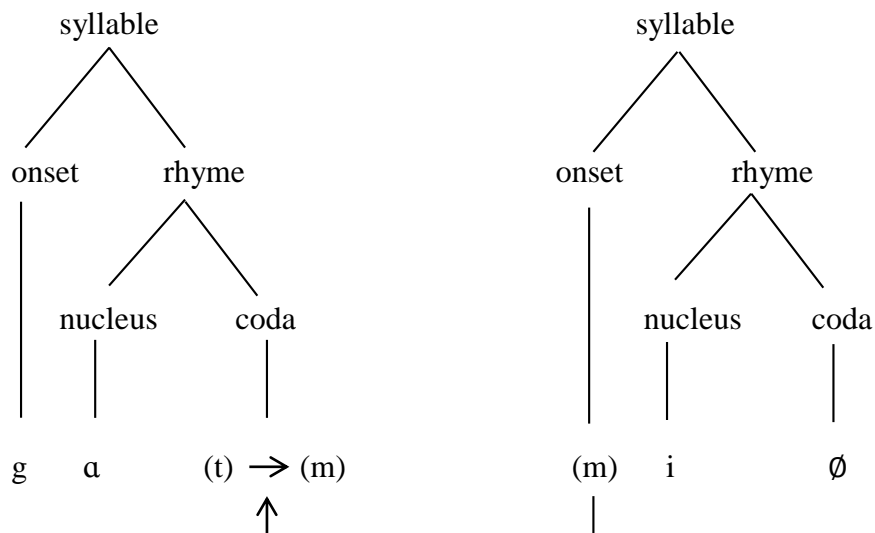 syllable syllable
onset rhyme onset rhyme
nucleus coda nucleus coda
g ɑ (t) → (m) (m) i ∅